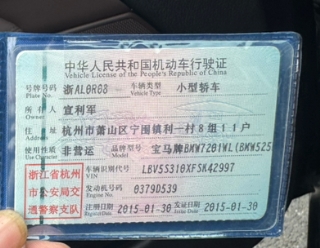 中华人民共和国机动车行驶证
Vehicle License of the People's Republic of China
号牌号码 浙AL0R88 车辆类型 小型轿车
Plate No. Vehicle Type
所有人 宣利军
Owner
住址 杭州市萧山区宁围镇利一村8组11户
Address
使用性质 非营运 品牌型号 宝马牌BMW7201WL(BMW525
Use Character Model
浙江省杭州市公安局交通警察支队
车辆识别代号 LBV5S310XFSK42997
VIN
发动机号码 0379D539
Engine No.
注册日期 2015-01-30 发证日期 2015-01-30
Register Date Issue Date